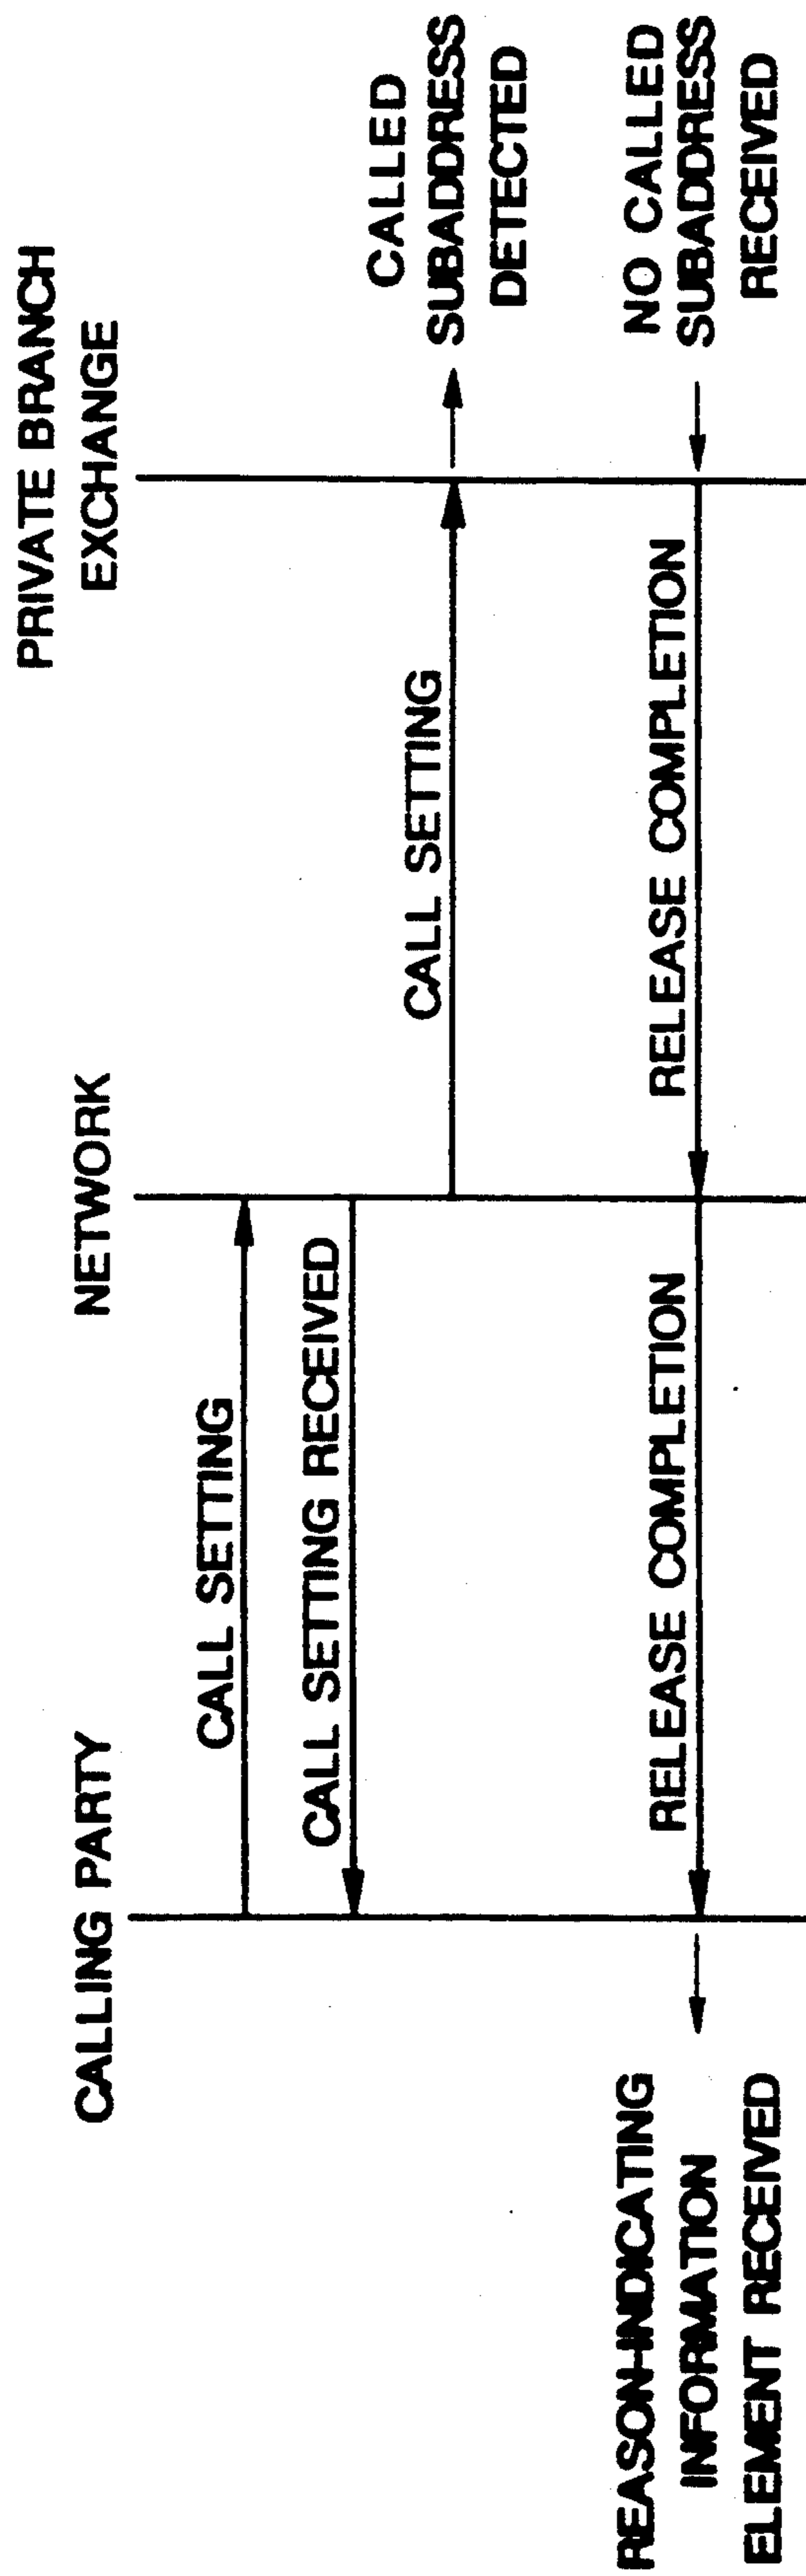 CALLING PARTY
NETWORK
PRIVATE BRANCH
EXCHANGE
CALL SETTING
CALL SETTING RECEIVED
CALL SETTING
CALLED
SUBADDRESS
DETECTED
REASON-INDICATING
INFORMATION
ELEMENT RECEIVED
RELEASE COMPLETION
RELEASE COMPLETION
NO CALLED
SUBADDRESS
RECEIVED